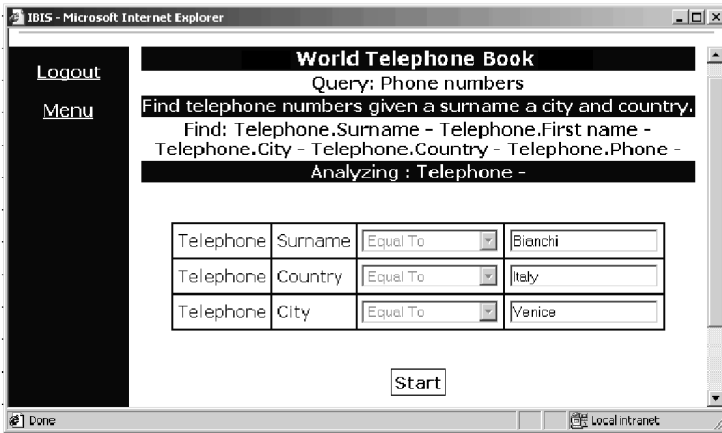 IBIS - Microsoft Internet Explorer
Logout
Menu
World Telephone Book
Query: Phone numbers
Find telephone numbers given a surname a city and country.
Find: Telephone.Surname - Telephone.First name -
Telephone.City - Telephone.Country - Telephone.Phone -
Analyzing : Telephone -
Telephone Surname Equal To Bianchi
Telephone Country Equal To Italy
Telephone City Equal To Venice
Start
Done Local intranet